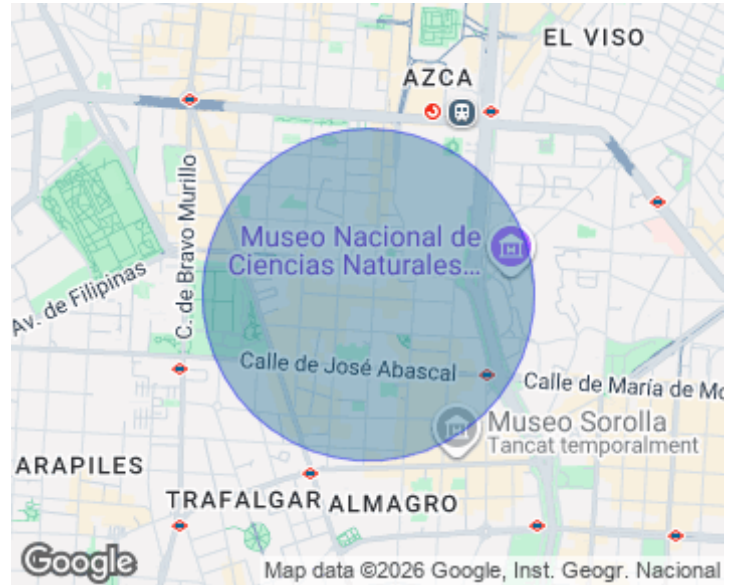 EL VISO
AZCA
C. de Bravo Murillo
Museo Nacional de
Ciencias Naturales...
Av. de Filipinas
Calle de José Abascal
Calle de María de Mo
Museo Sorolla
Tancat temporalment
ARAPILES
TRAFALGAR
ALMAGRO
Google
Map data ©2026 Google, Inst. Geogr. Nacional